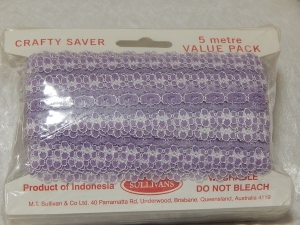 CRAFTY SAVER
5 metre
VALUE PACK
WASHABLE
Product of Indonesia
SULLIVANS
DO NOT BLEACH
M.T. Sullivan & Co Ltd. 40 Parramatta Rd, Underwood, Brisbane, Queensland, Australia 4119